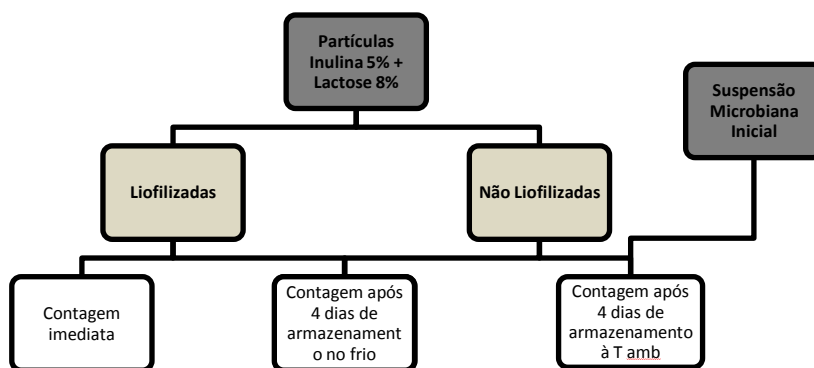 Partículas
Inulina 5% +
Lactose 8%
Suspensão
Microbiana
Inicial
Liofilizadas
Não Liofilizadas
Contagem
imediata
Contagem após
4 dias de
armazenament
o no frio
Contagem após
4 dias de
armazenamento
à T amb